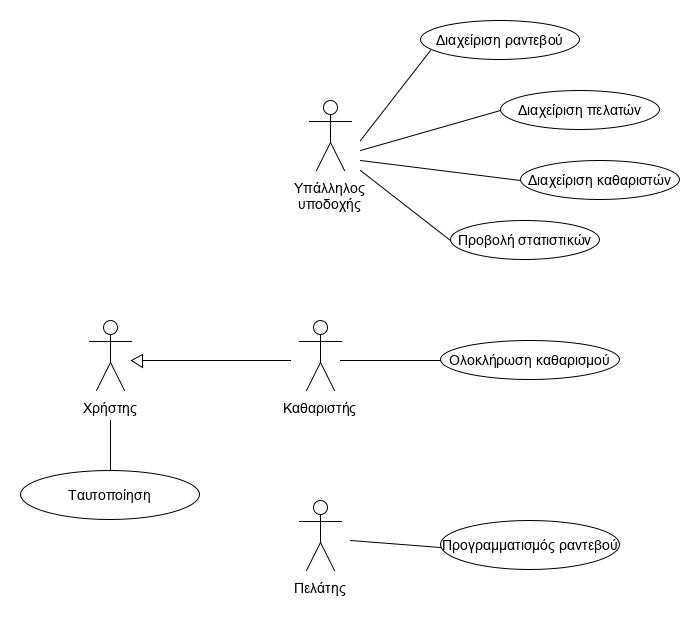 Διαχείριση ραντεβού
Διαχείριση πελατών
Υπάλληλος
υποδοχής
Διαχείριση καθαριστών
Προβολή στατιστικών
Χρήστης
Καθαριστής
Ολοκλήρωση καθαρισμού
Ταυτοποίηση
Πελάτης
Προγραμματισμός ραντεβού